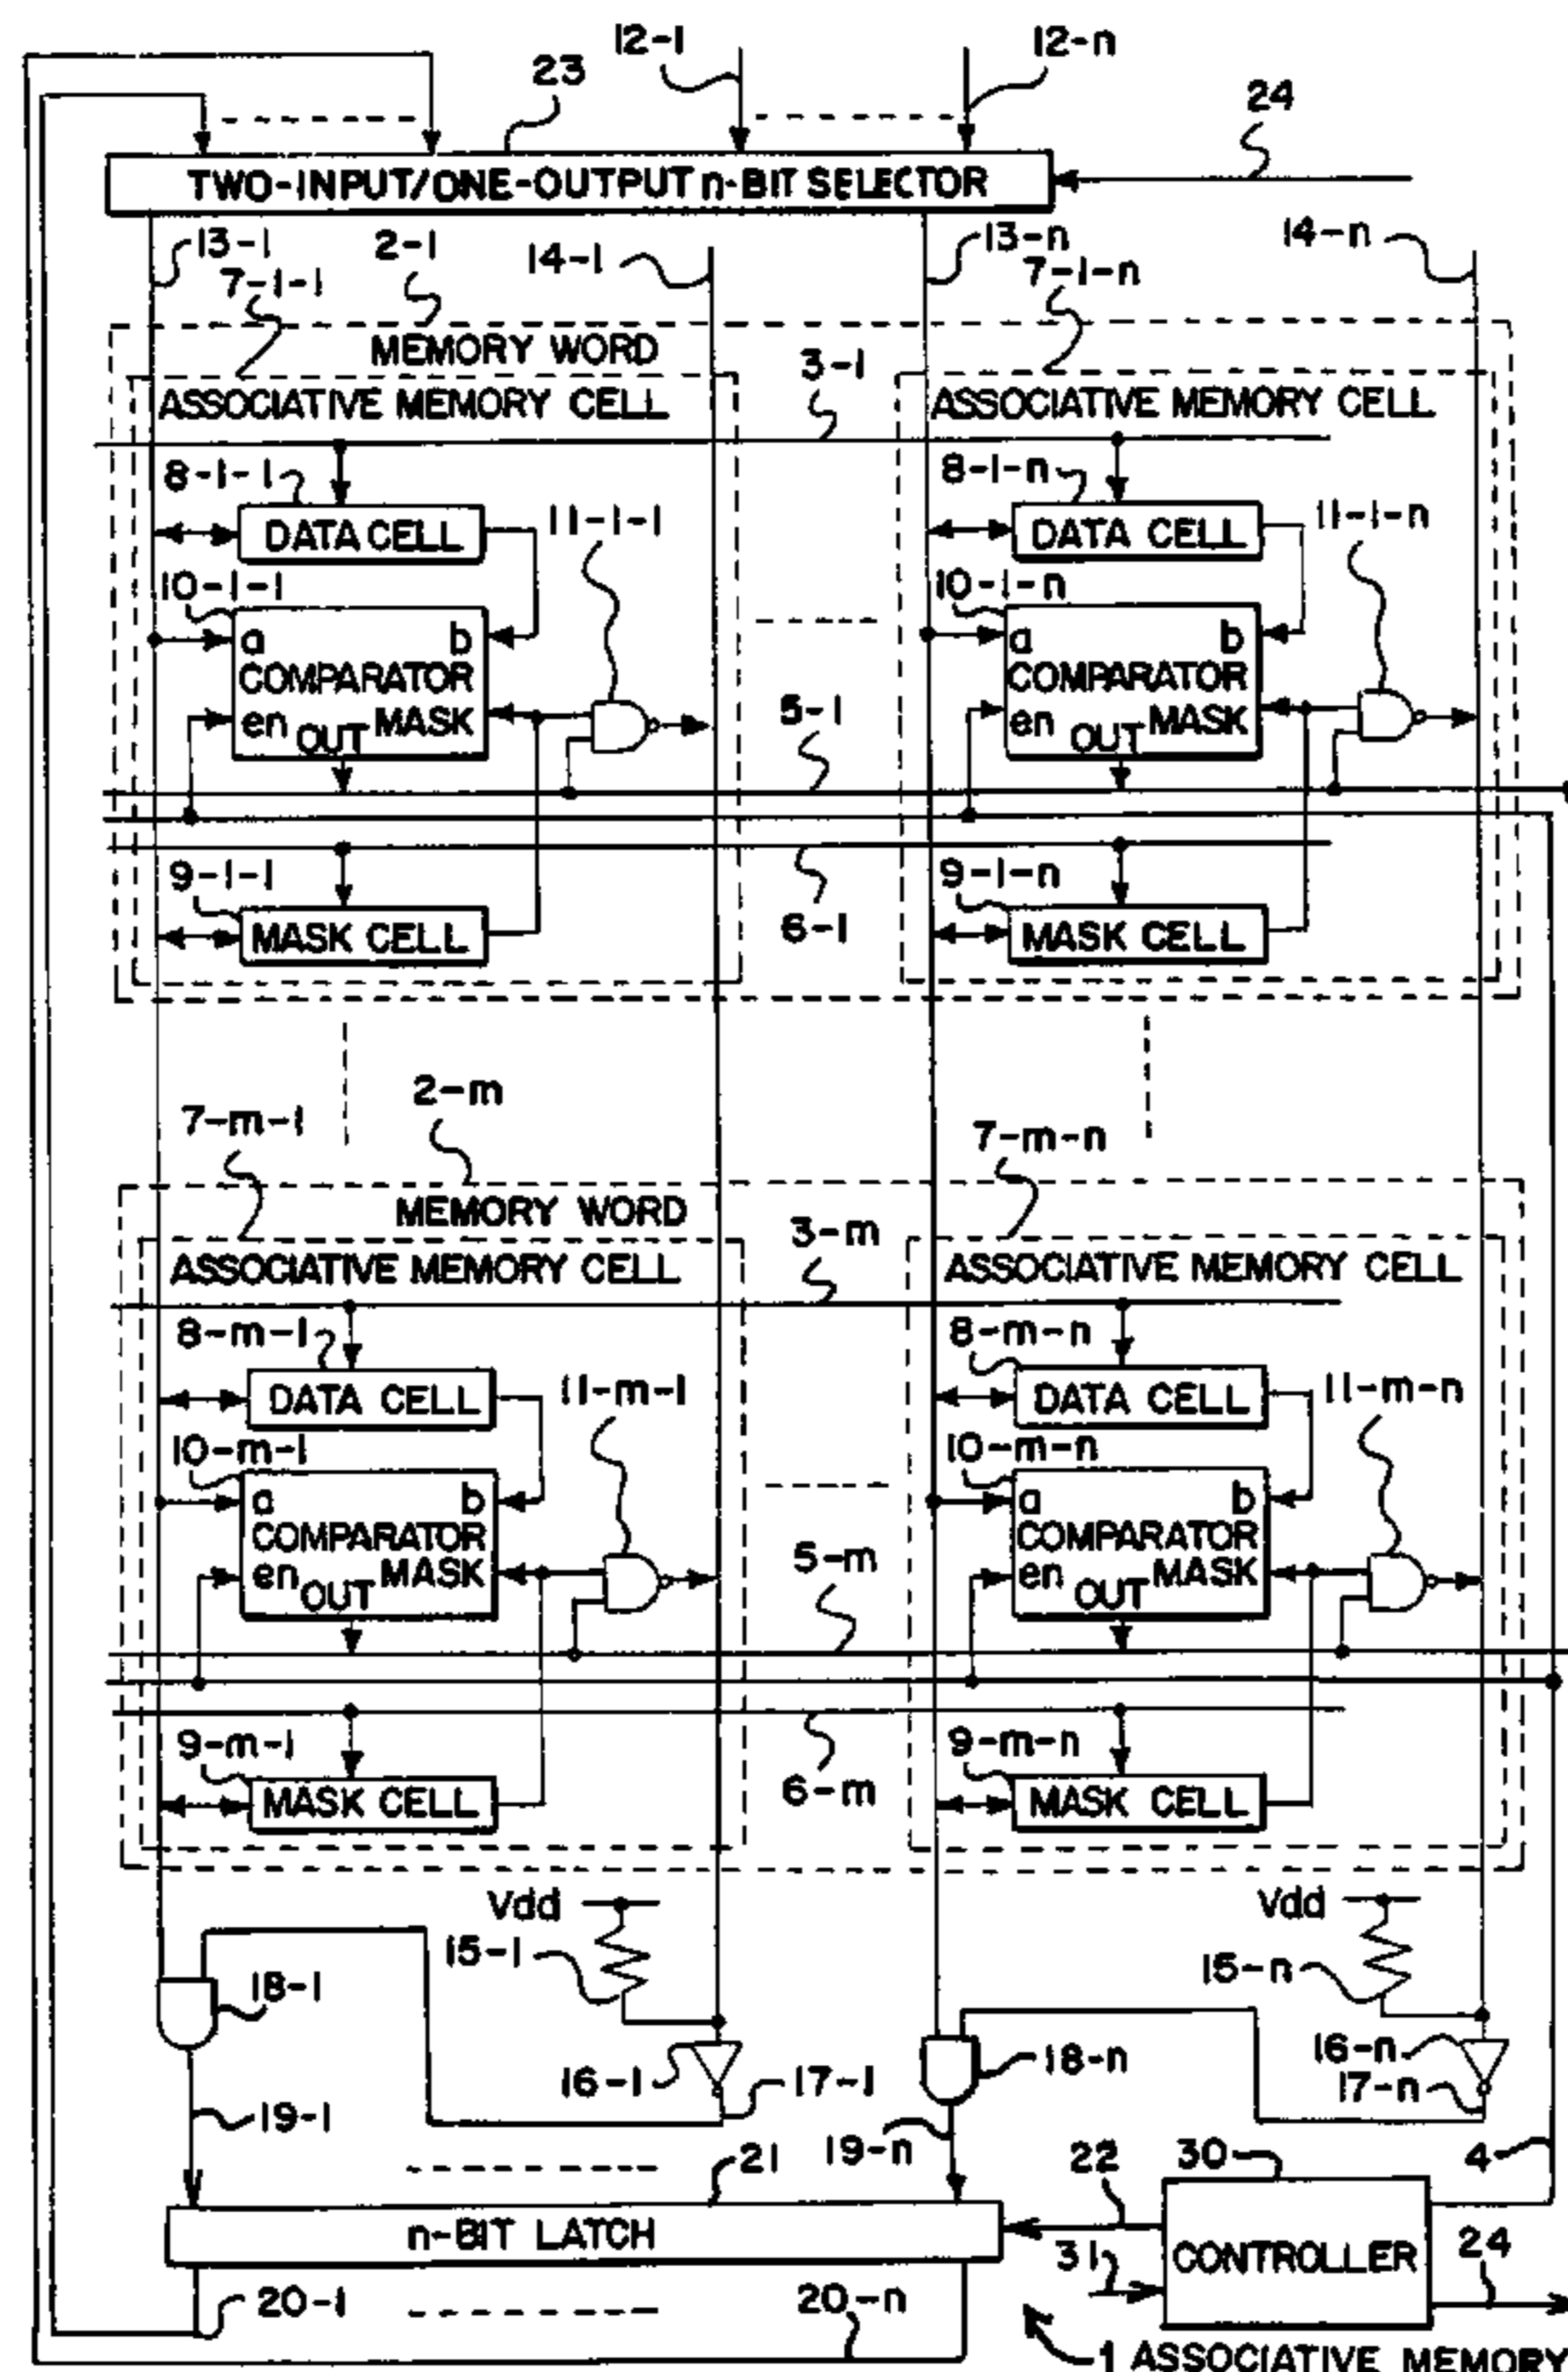 12-1
12-n
23
24
TWO-INPUT/ONE-OUTPUT n-BIT SELECTOR
13-1
2-1
14-1
13-n
14-n
7-1-1
7-1-n
MEMORY WORD
3-1
ASSOCIATIVE MEMORY CELL
ASSOCIATIVE MEMORY CELL
8-1-1
8-1-n
11-1-1
11-1-n
DATA CELL
DATA CELL
10-1-1
10-1-n
a b
a b
COMPARATOR
COMPARATOR
5-1
en OUT MASK
en OUT MASK
9-1-1
9-1-n
6-1
MASK CELL
MASK CELL
2-m
7-m-1
7-m-n
MEMORY WORD
3-m
ASSOCIATIVE MEMORY CELL
ASSOCIATIVE MEMORY CELL
8-m-1
8-m-n
11-m-1
11-m-n
DATA CELL
DATA CELL
10-m-1
10-m-n
a b
a b
COMPARATOR
COMPARATOR
5-m
en OUT MASK
en OUT MASK
9-m-1
9-m-n
6-m
MASK CELL
MASK CELL
Vdd
Vdd
15-1
15-n
18-1
16-1
17-1
18-n
16-n
17-n
19-1
19-n
21
22
30
4
n-BIT LATCH
31
CONTROLLER
24
20-1
20-n
1 ASSOCIATIVE MEMORY